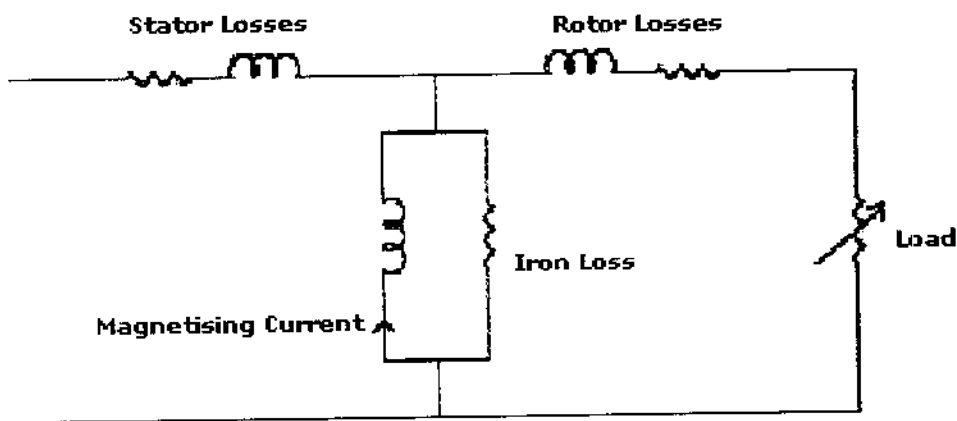 Stator Losses
Rotor Losses
Load
Iron Loss
Magnetising Current